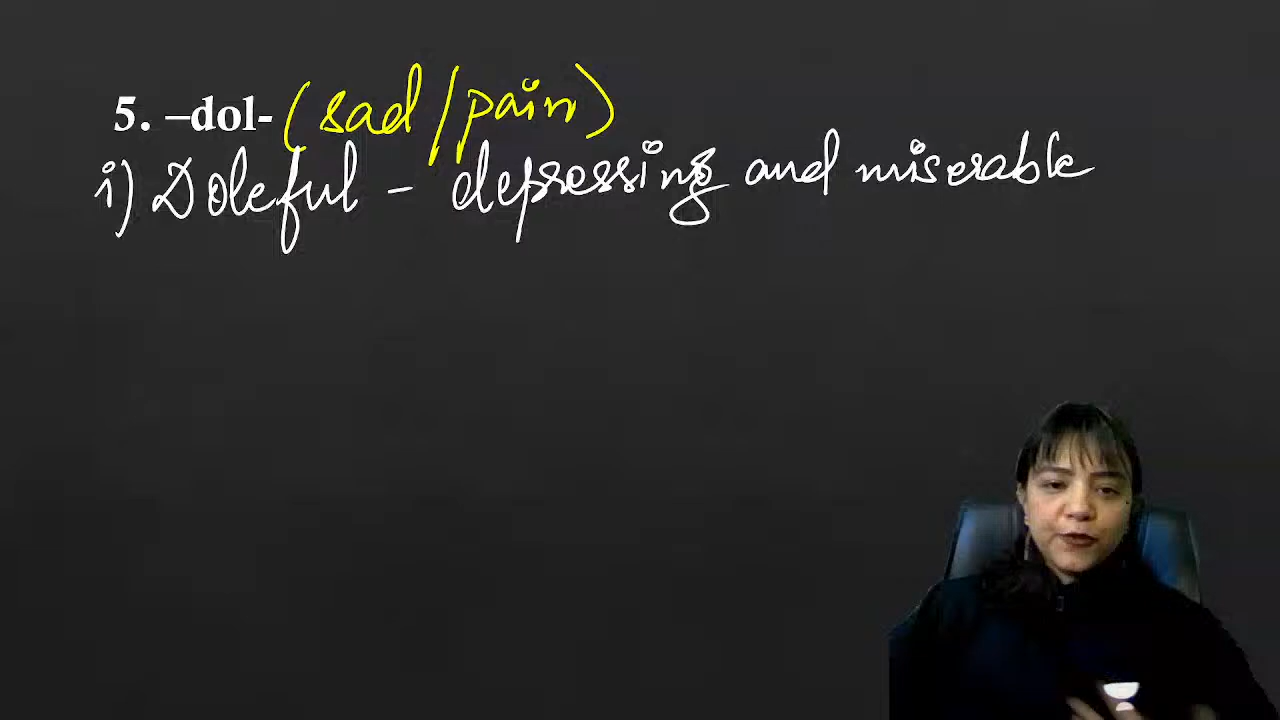 5. –dol- (sad/pain)
i) Doleful - depressing and miserable